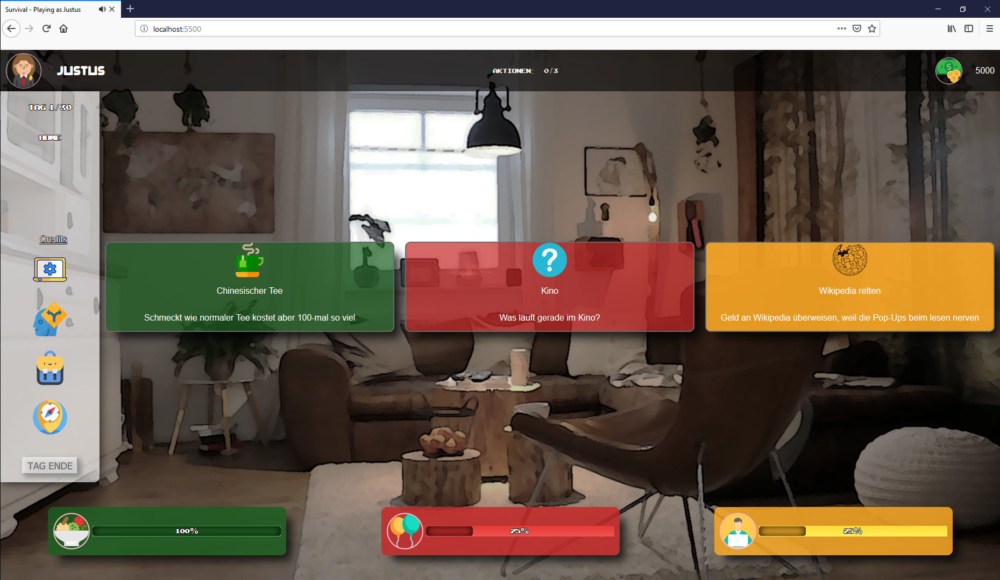 Survival - Playing as Justus
localhost:5500
JUSTUS
AKTIONEN: 0/3
5000
TAG 1/30
HOME
Credits
Chinesischer Tee
Schmeckt wie normaler Tee kostet aber 100-mal so viel
Kino
Was läuft gerade im Kino?
Wikipedia retten
Geld an Wikipedia überweisen, weil die Pop-Ups beim lesen nerven
TAG ENDE
100%
25%
25%